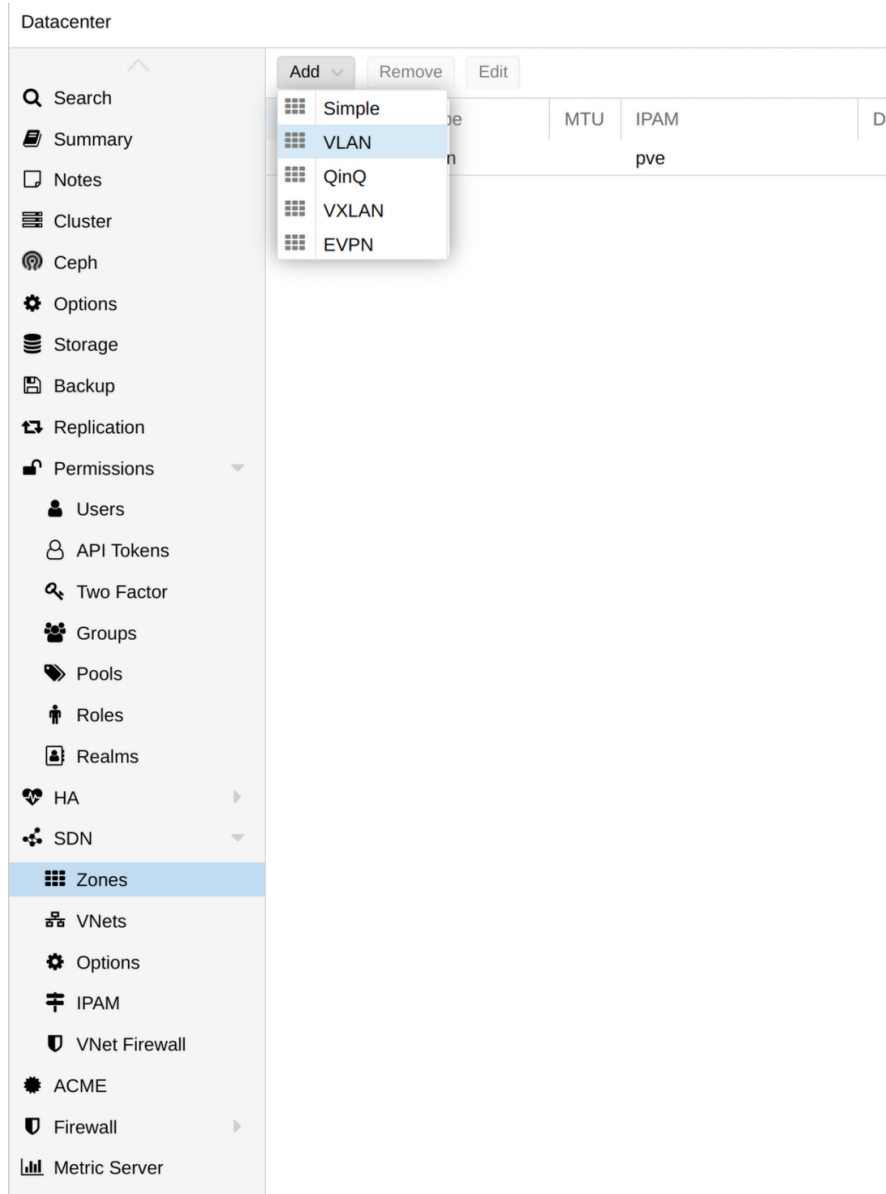 Datacenter
Search
Summary
Notes
Cluster
Ceph
Options
Storage
Backup
Replication
Permissions
Users
API Tokens
Two Factor
Groups
Pools
Roles
Realms
HA
SDN
Zones
VNets
Options
IPAM
VNet Firewall
ACME
Firewall
Metric Server
Add Remove Edit
MTU IPAM
pve
Simple
VLAN
QinQ
VXLAN
EVPN